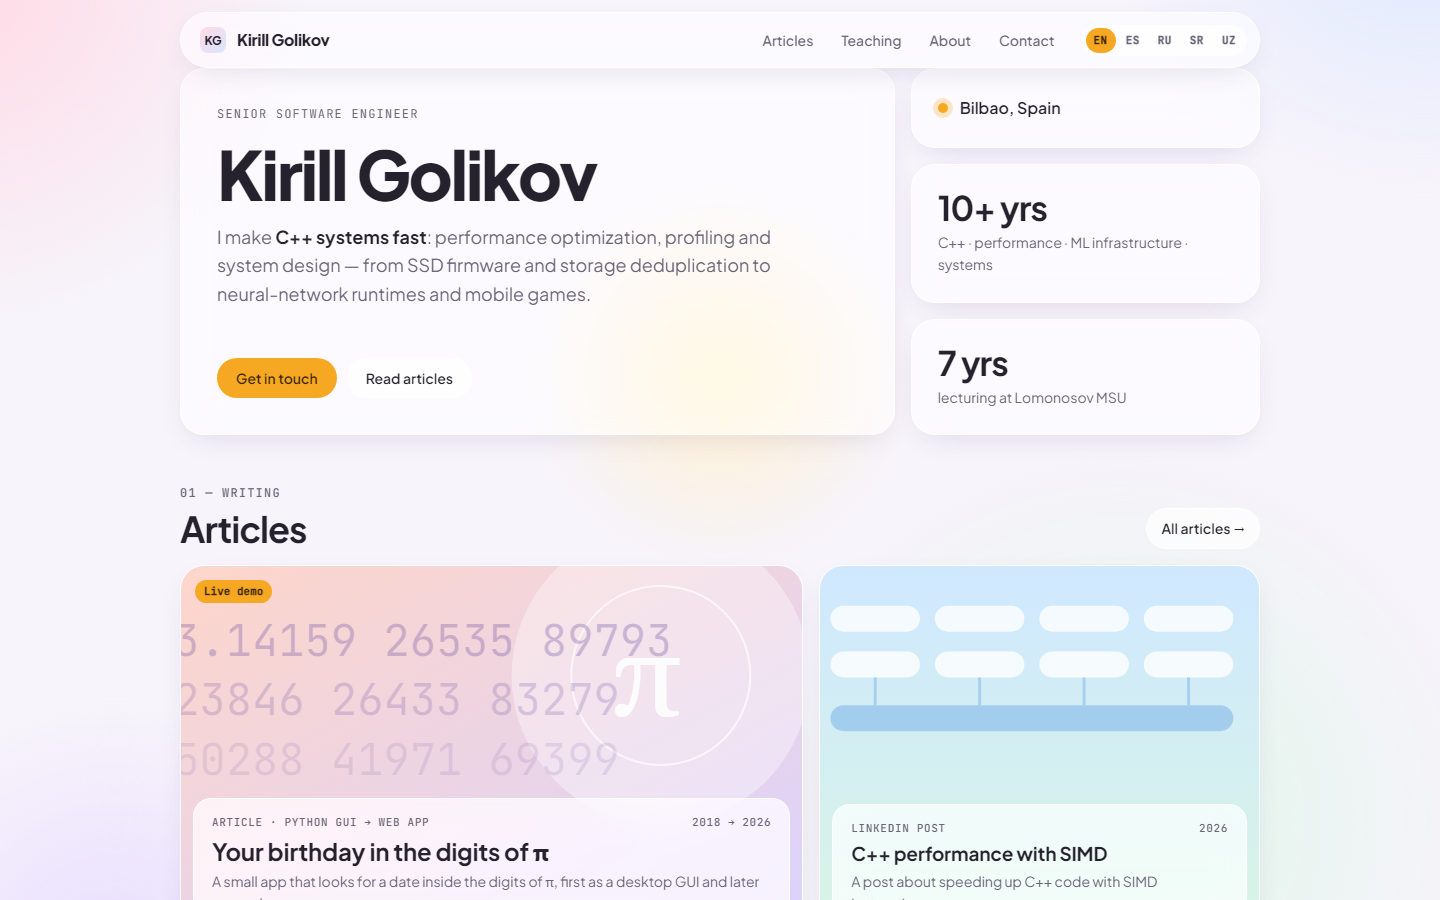 KG Kirill Golikov Articles Teaching About Contact EN ES RU SR UZ
SENIOR SOFTWARE ENGINEER
Kirill Golikov
I make C++ systems fast: performance optimization, profiling and
system design — from SSD firmware and storage deduplication to
neural-network runtimes and mobile games.
Get in touch Read articles
Bilbao, Spain
10+ yrs
C++ · performance · ML infrastructure ·
systems
7 yrs
lecturing at Lomonosov MSU
01 — WRITING
Articles
All articles →
Live demo
3.14159 26535 89793
23846 26433 83279
50288 41971 69399
π
ARTICLE · PYTHON GUI → WEB APP 2018 → 2026
Your birthday in the digits of π
A small app that looks for a date inside the digits of π, first as a desktop GUI and later
LINKEDIN POST 2026
C++ performance with SIMD
A post about speeding up C++ code with SIMD